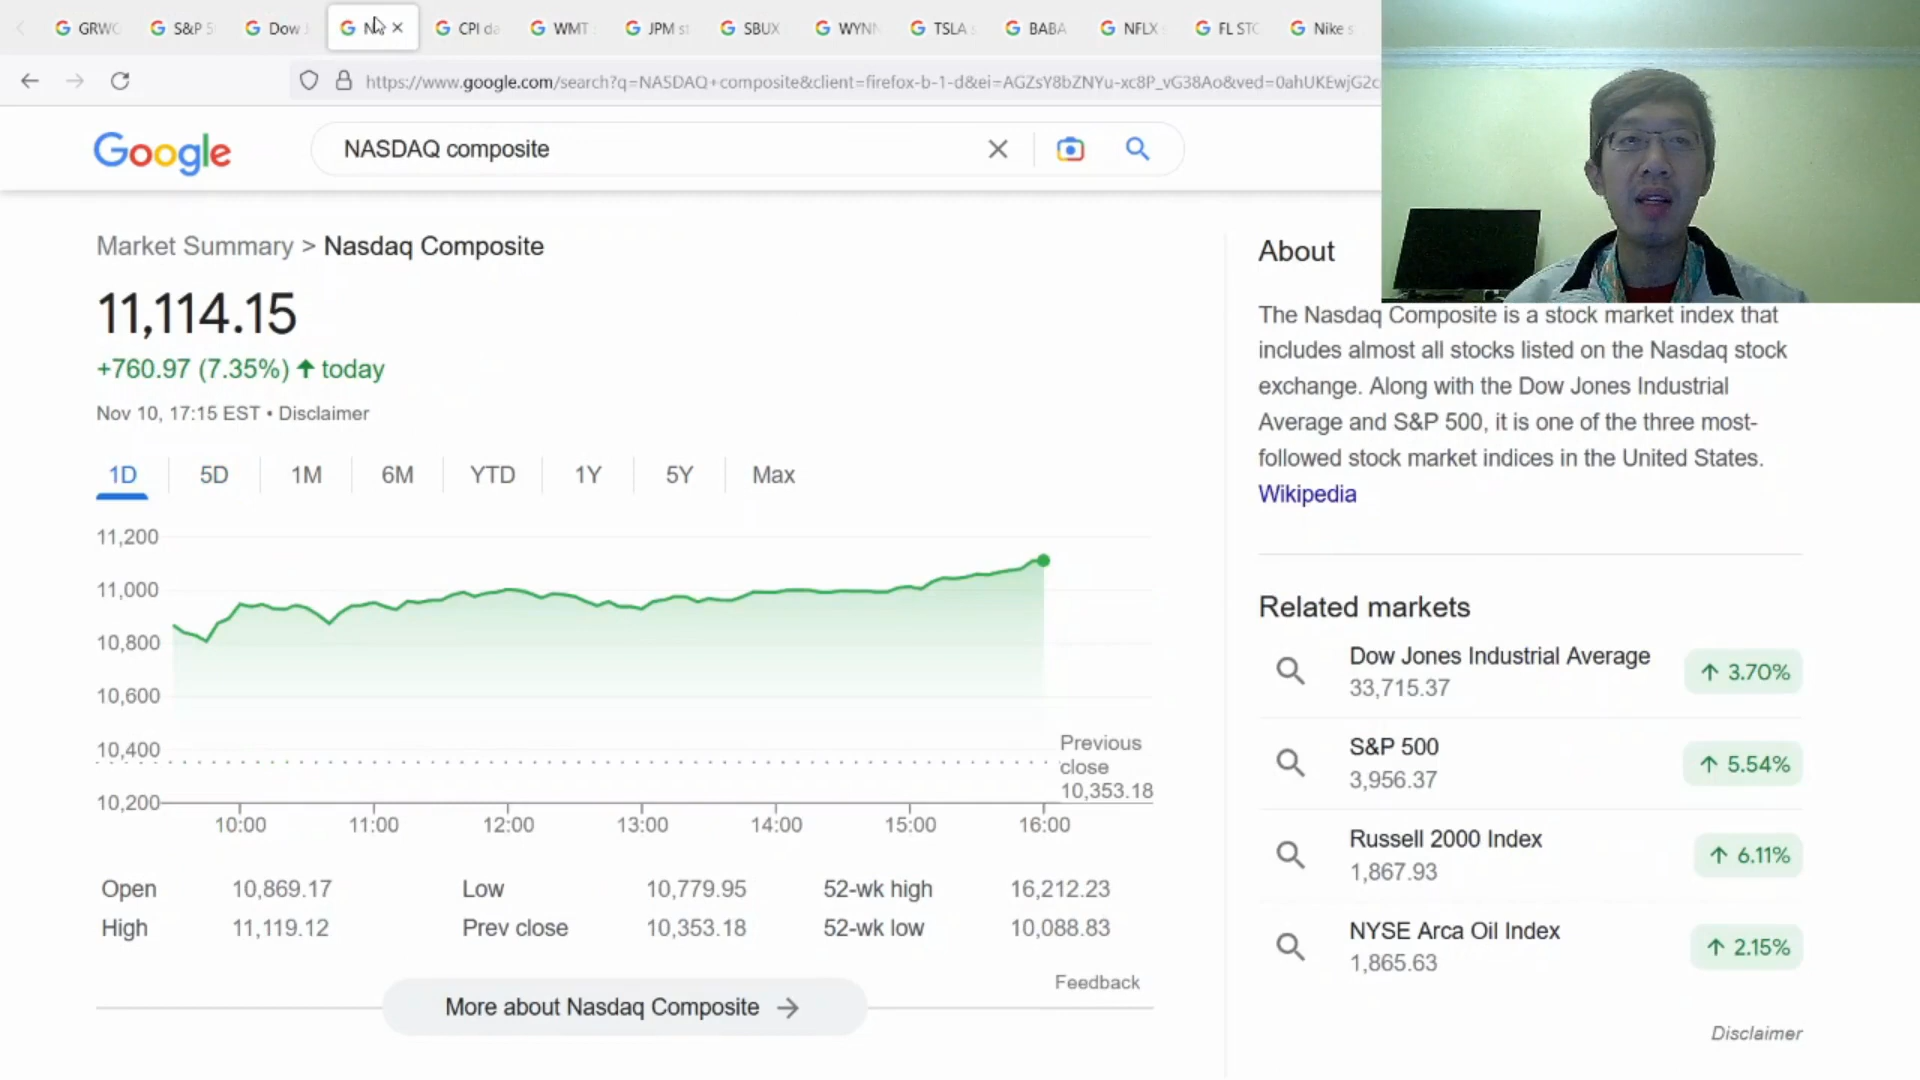 GRWG
S&P 5
Dow J
N
CPI da
WMT
JPM st
SBUX
WYNN
TSLA s
BABA
NFLX
FL STO
Nike s
https://www.google.com/search?q=NASDAQ+composite&client=firefox-b-1-d&ei=AGZsY8bZNYu-xc8P_vG38Ao&ved=0ahUKEwjG2c
Google
NASDAQ composite
Market Summary > Nasdaq Composite
11,114.15
+760.97 (7.35%) ↑ today
Nov 10, 17:15 EST • Disclaimer
1D 5D 1M 6M YTD 1Y 5Y Max
11,200
11,000
10,800
10,600
10,400
10,200
Previous
close
10,353.18
10:00 11:00 12:00 13:00 14:00 15:00 16:00
Open 10,869.17 Low 10,779.95 52-wk high 16,212.23
High 11,119.12 Prev close 10,353.18 52-wk low 10,088.83
Feedback
More about Nasdaq Composite →
About
The Nasdaq Composite is a stock market index that
includes almost all stocks listed on the Nasdaq stock
exchange. Along with the Dow Jones Industrial
Average and S&P 500, it is one of the three most-
followed stock market indices in the United States.
Wikipedia
Related markets
Dow Jones Industrial Average
33,715.37
↑ 3.70%
S&P 500
3,956.37
↑ 5.54%
Russell 2000 Index
1,867.93
↑ 6.11%
NYSE Arca Oil Index
1,865.63
↑ 2.15%
Disclaimer